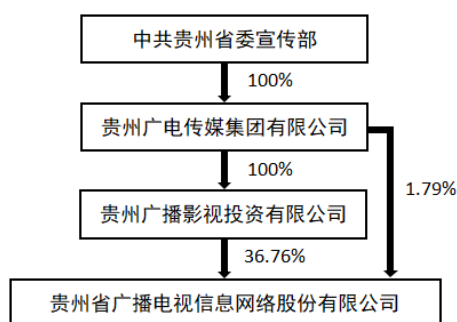 中共贵州省委宣传部
100%
贵州广电传媒集团有限公司
100%
1.79%
贵州广播影视投资有限公司
36.76%
贵州省广播电视信息网络股份有限公司